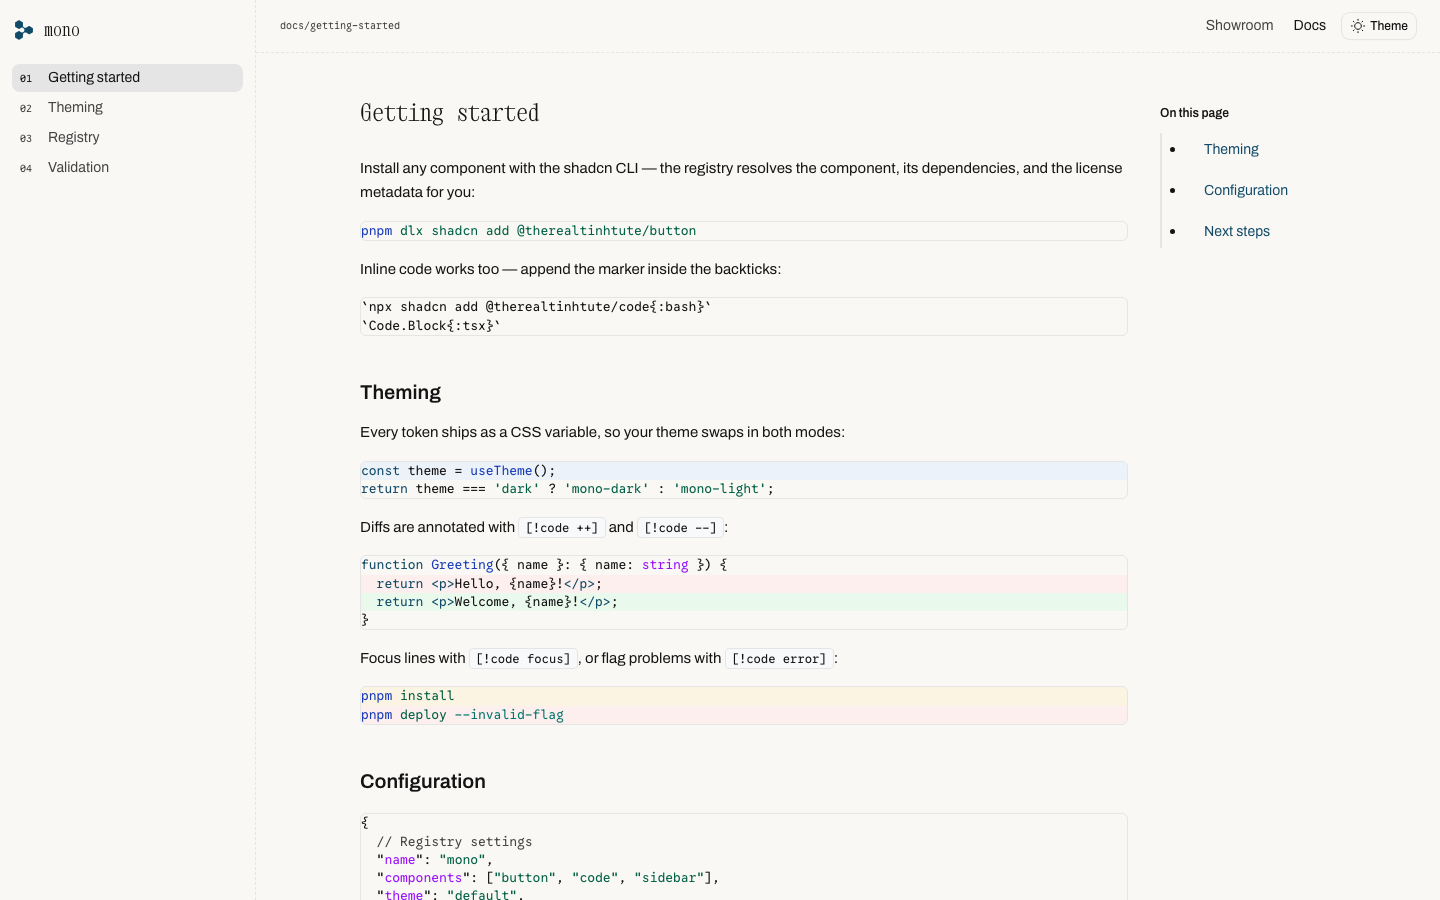 mono
01 Getting started
02 Theming
03 Registry
04 Validation
docs/getting-started
Showroom
Docs
Theme
Getting started
Install any component with the shadcn CLI — the registry resolves the component, its dependencies, and the license
metadata for you:
pnpm dlx shadcn add @therealtinhtute/button
Inline code works too — append the marker inside the backticks:
`npx shadcn add @therealtinhtute/code{:bash}`
`Code.Block{:tsx}`
Theming
Every token ships as a CSS variable, so your theme swaps in both modes:
const theme = useTheme();
return theme === 'dark' ? 'mono-dark' : 'mono-light';
Diffs are annotated with [!code ++] and [!code --]:
function Greeting({ name }: { name: string }) {
  return <p>Hello, {name}!</p>;
  return <p>Welcome, {name}!</p>;
}
Focus lines with [!code focus], or flag problems with [!code error]:
pnpm install
pnpm deploy --invalid-flag
Configuration
{
  // Registry settings
  "name": "mono",
  "components": ["button", "code", "sidebar"],
  "theme": "default",
On this page
• Theming
• Configuration
• Next steps